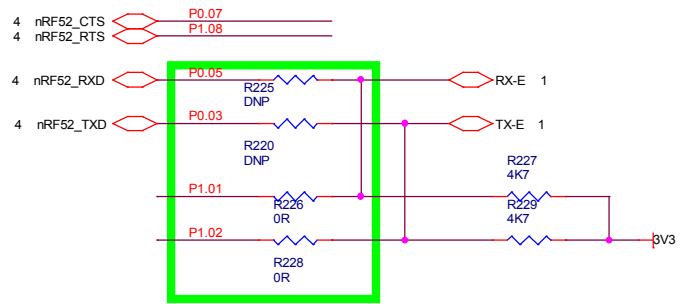 4 nRF52_CTS P0.07
4 nRF52_RTS P1.08
4 nRF52_RXD P0.05 RX-E 1
R225
DNP
4 nRF52_TXD P0.03 TX-E 1
R220
DNP
R227
4K7
P1.01
R226
0R
R229
4K7
P1.02
3V3
R228
0R